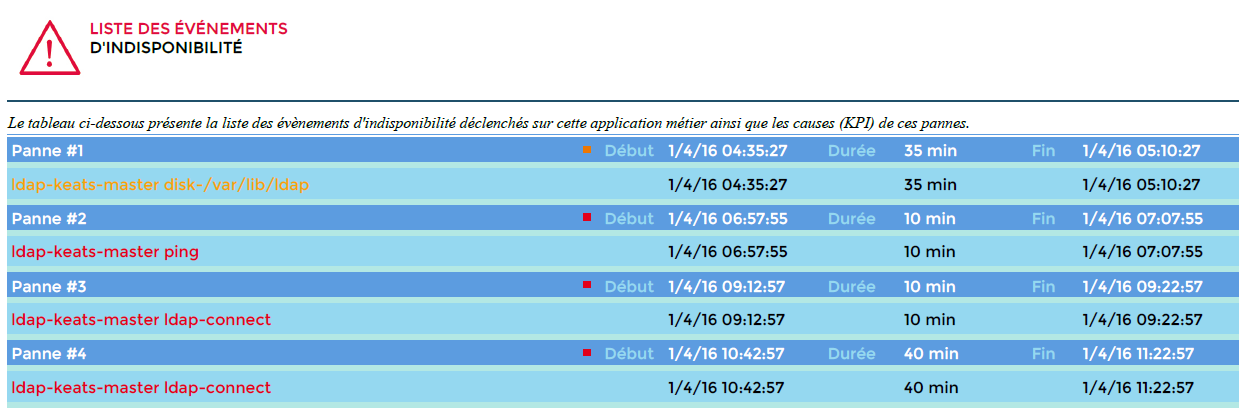 LISTE DES ÉVÉNEMENTS
D'INDISPONIBILITÉ
Le tableau ci-dessous présente la liste des évènements d'indisponibilité déclenchés sur cette application métier ainsi que les causes (KPI) de ces pannes.
Panne #1 Début 1/4/16 04:35:27 Durée 35 min Fin 1/4/16 05:10:27
ldap-keats-master disk-/var/lib/ldap 1/4/16 04:35:27 35 min 1/4/16 05:10:27
Panne #2 Début 1/4/16 06:57:55 Durée 10 min Fin 1/4/16 07:07:55
ldap-keats-master ping 1/4/16 06:57:55 10 min 1/4/16 07:07:55
Panne #3 Début 1/4/16 09:12:57 Durée 10 min Fin 1/4/16 09:22:57
ldap-keats-master ldap-connect 1/4/16 09:12:57 10 min 1/4/16 09:22:57
Panne #4 Début 1/4/16 10:42:57 Durée 40 min Fin 1/4/16 11:22:57
ldap-keats-master ldap-connect 1/4/16 10:42:57 40 min 1/4/16 11:22:57